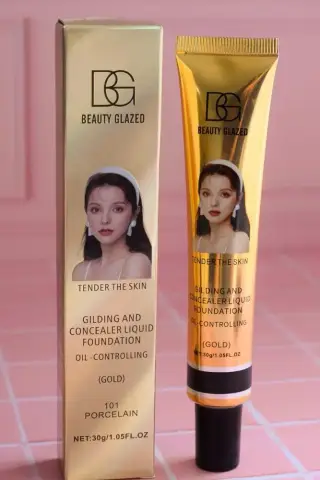 BG
BEAUTY GLAZED
TENDER THE SKIN
GILDING AND
CONCEALER LIQUID
FOUNDATION
OIL-CONTROLLING
(GOLD)
101
PORCELAIN
NET:30g/1.05FL.OZ
BG
BEAUTY GLAZED
TENDER THE SKIN
GILDING AND
CONCEALER LIQUID
FOUNDATION
OIL-CONTROLLING
(GOLD)
NET:30g/1.05FL.OZ